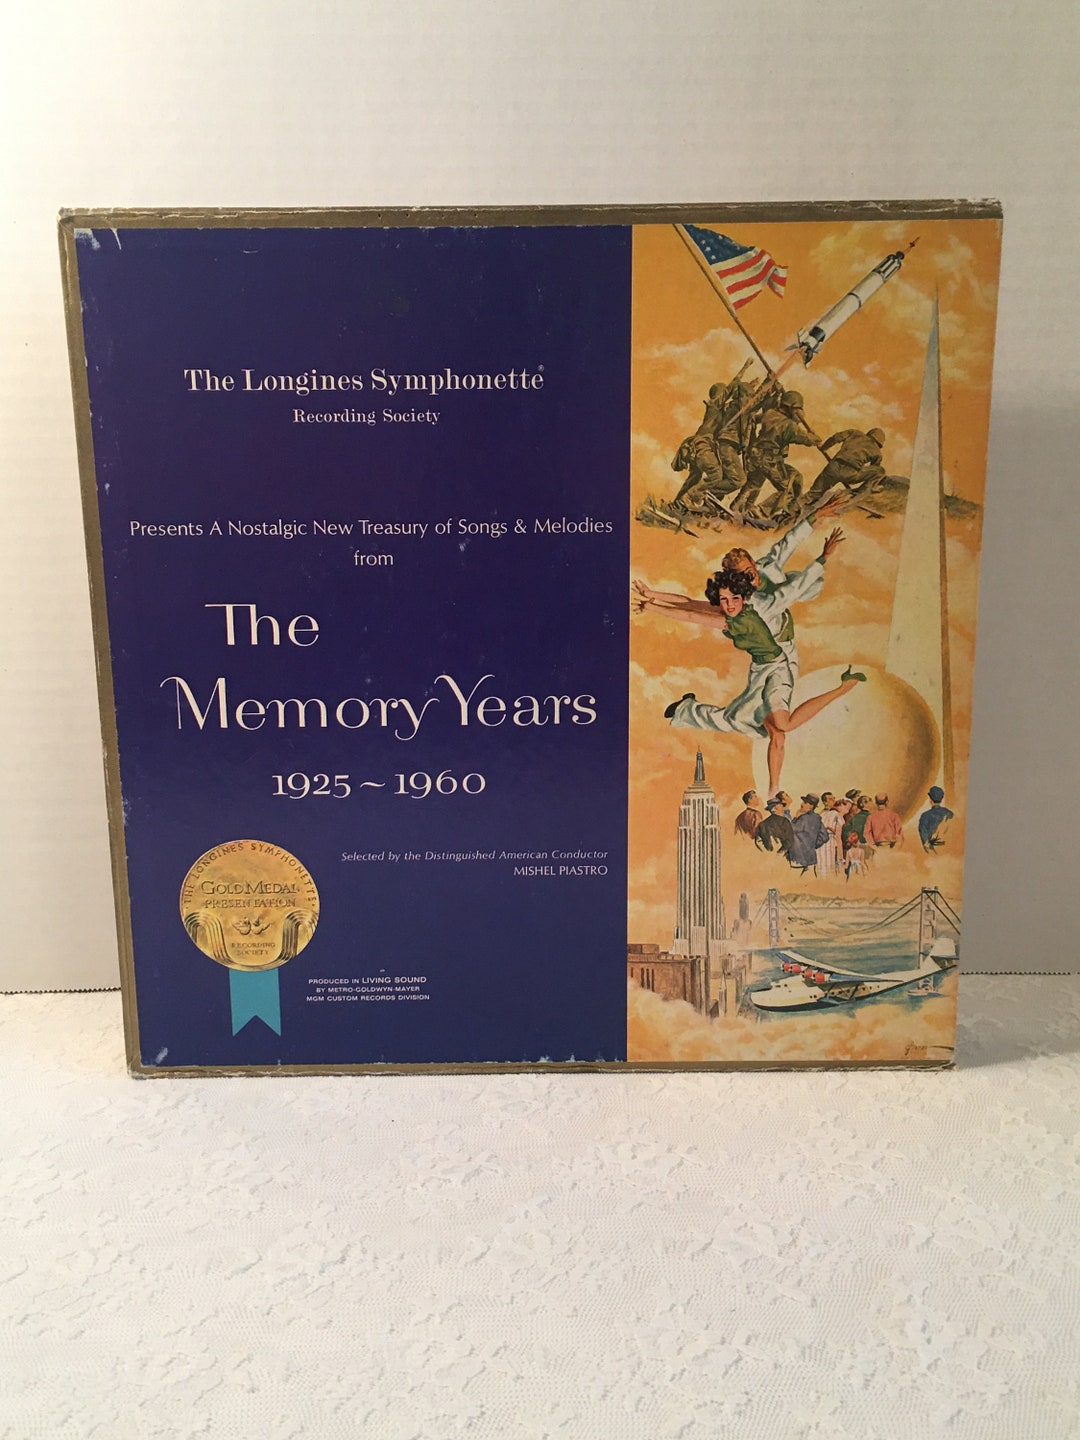 The Longines Symphonette®
Recording Society
Presents A Nostalgic New Treasury of Songs & Melodies
from
The
Memory Years
1925~1960
Selected by the Distinguished American Conductor
MISHEL PIASTRO
THE LONGINES SYMPHONETTE
GOLD MEDAL
PRESENTATION
RECORDING
SOCIETY
PRODUCED IN LIVING SOUND
BY METRO-GOLDWYN-MAYER
MGM CUSTOM RECORDS DIVISION